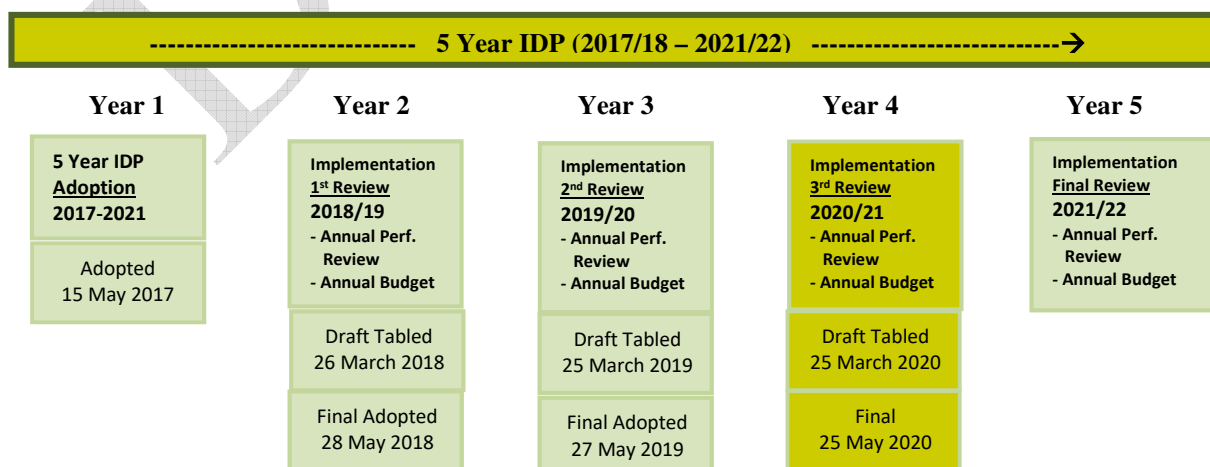 ----------------------------- 5 Year IDP (2017/18 – 2021/22) ---------------------------→
Year 1
Year 2
Year 3
Year 4
Year 5
5 Year IDP
Adoption
2017-2021
Adopted
15 May 2017
Implementation
1st Review
2018/19
- Annual Perf.
Review
- Annual Budget
Draft Tabled
26 March 2018
Final Adopted
28 May 2018
Implementation
2nd Review
2019/20
- Annual Perf.
Review
- Annual Budget
Draft Tabled
25 March 2019
Final Adopted
27 May 2019
Implementation
3rd Review
2020/21
- Annual Perf.
Review
- Annual Budget
Draft Tabled
25 March 2020
Final
25 May 2020
Implementation
Final Review
2021/22
- Annual Perf.
Review
- Annual Budget